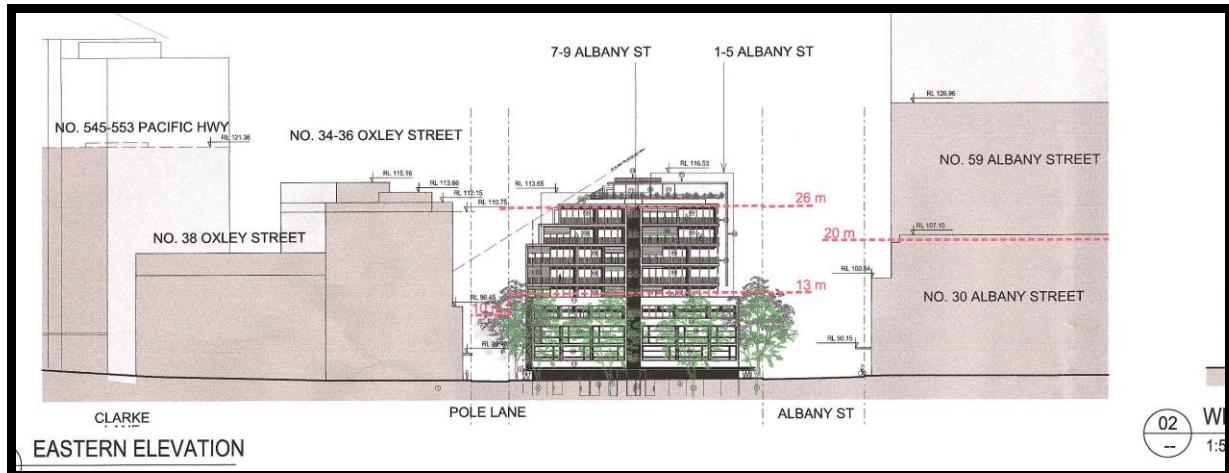 7-9 ALBANY ST
1-5 ALBANY ST
RL 126.96
NO. 545-553 PACIFIC HWY
RL 121.36
NO. 34-36 OXLEY STREET
NO. 59 ALBANY STREET
RL 116.53
RL 115.16
RL 113.66
RL 113.65
RL 112.15
RL 110.75
26 m
NO. 38 OXLEY STREET
20 m
RL 107.10
RL 100.64
13 m
NO. 30 ALBANY STREET
RL 96.45
10 m
RL 90.15
CLARKE
POLE LANE
ALBANY ST
02
--
1:5
EASTERN ELEVATION